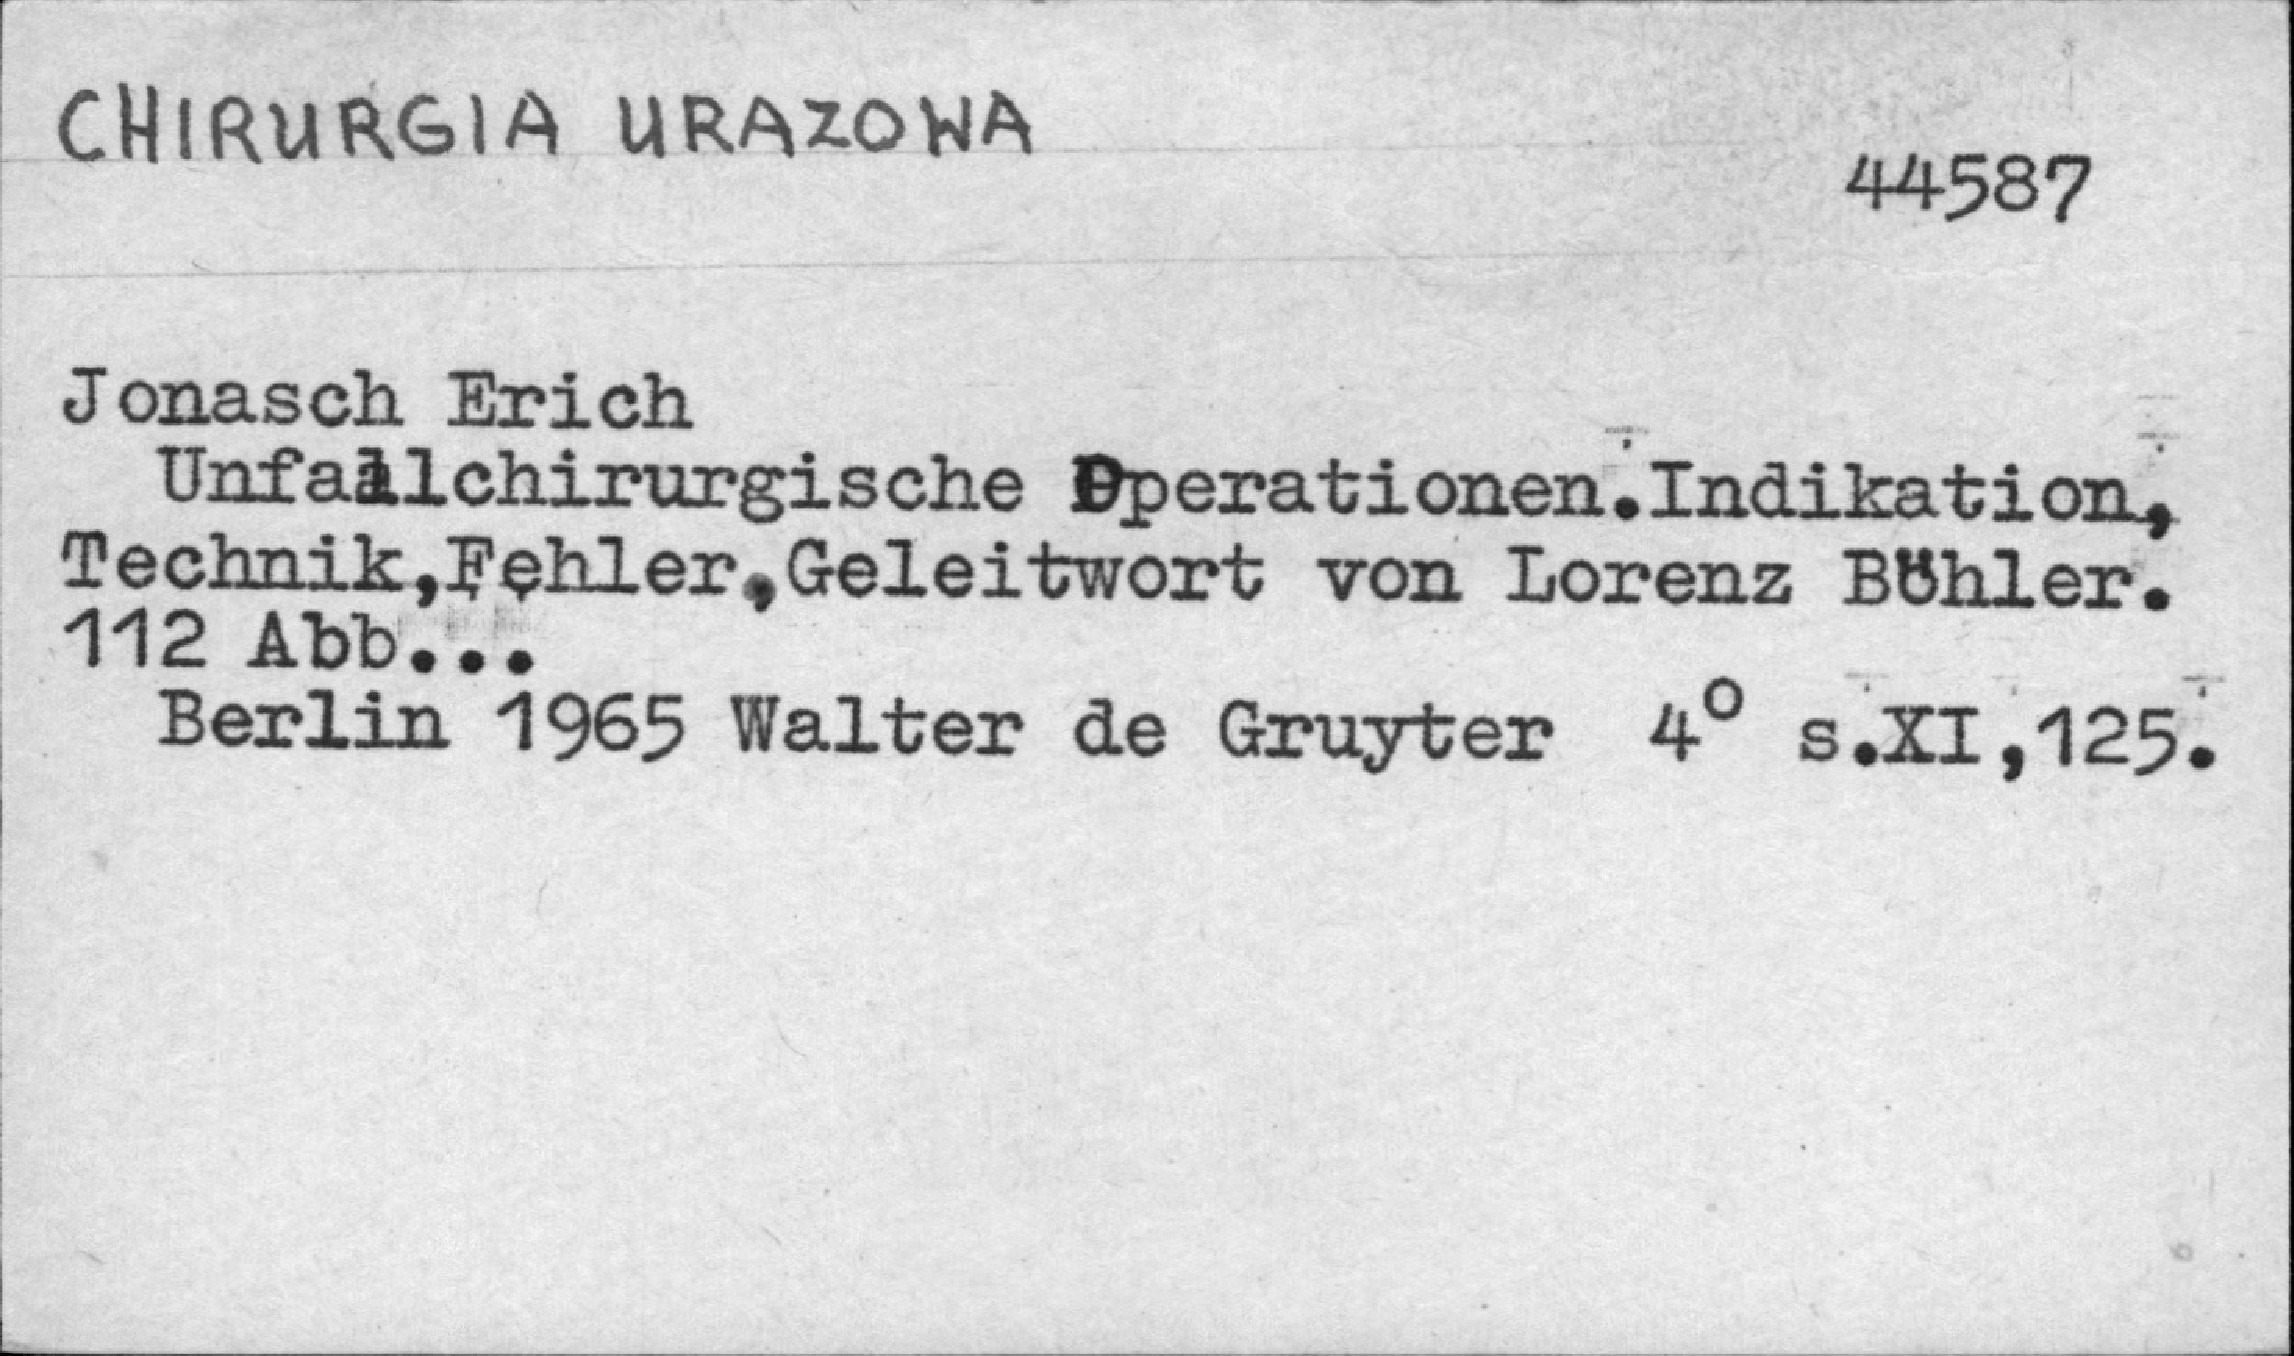 CHIRURGIA URAZOWA
44587
Jonasch Erich
Unfallchirurgische Operationen.Indikation,
Technik,Fehler,Geleitwort von Lorenz Böhler.
112 Abb...
Berlin 1965 Walter de Gruyter 4° s.XI,125.